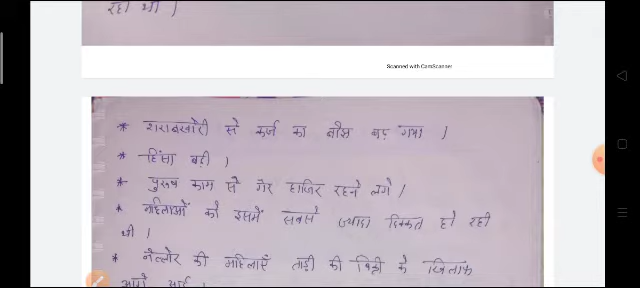 रही थी |
Scanned with CamScanner
* शराबखोरी से कर्ज का बोझ बढ़ गया |
* हिंसा बढ़ी |
* पुरुष काम से गैर हाजिर रहने लगे |
* महिलाओं को इसमें सबसे ज्यादा दिक्कत हो रही
थी |
* नेल्लोर की महिलाएँ ताड़ी की बिक्री के खिलाफ
आगे आई |